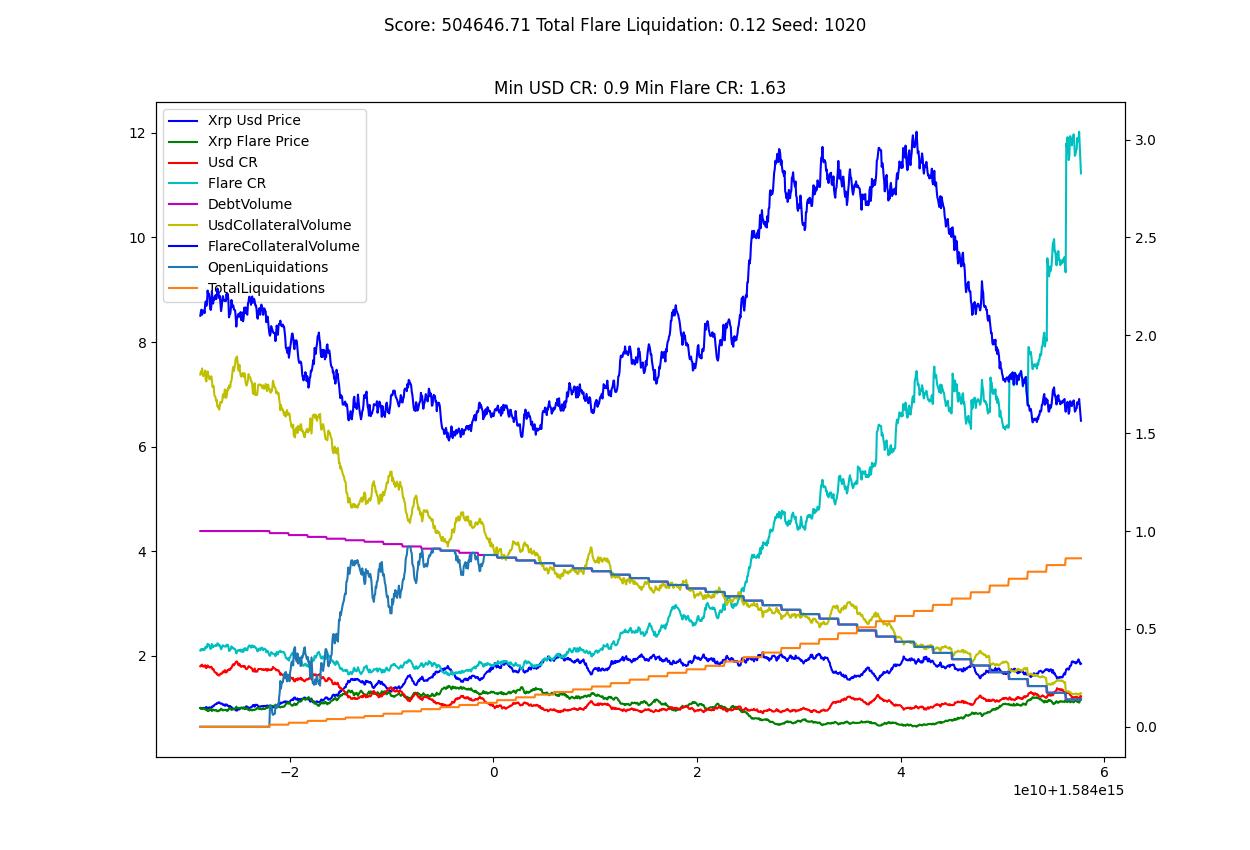 Score: 504646.71 Total Flare Liquidation: 0.12 Seed: 1020
Min USD CR: 0.9 Min Flare CR: 1.63
Xrp Usd Price
Xrp Flare Price
Usd CR
Flare CR
DebtVolume
UsdCollateralVolume
FlareCollateralVolume
OpenLiquidations
TotalLiquidations
12
10
8
6
4
2
3.0
2.5
2.0
1.5
1.0
0.5
0.0
−2
0
2
4
6
1e10+1.584e15